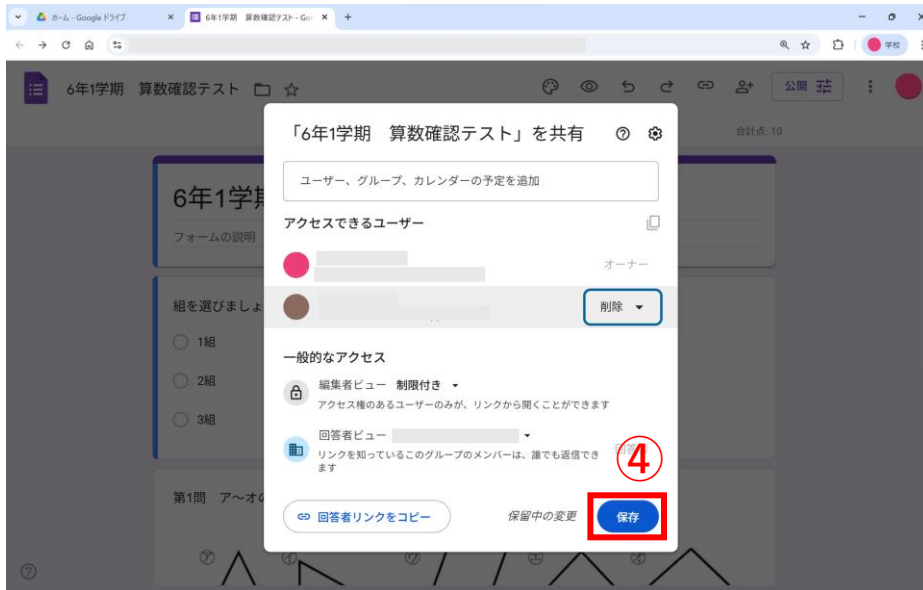 ホーム - Google ドライブ
6年1学期 算数確認テスト - Go
学校
6年1学期 算数確認テスト
公開
合計点: 10
「6年1学期 算数確認テスト」を共有
ユーザー、グループ、カレンダーの予定を追加
6年1学期
フォームの説明
アクセスできるユーザー
オーナー
削除
組を選びましょ
1組
2組
3組
一般的なアクセス
編集者ビュー 制限付き
アクセス権のあるユーザーのみが、リンクから開くことができます
回答者ビュー
リンクを知っているこのグループのメンバーは、誰でも返信でき
ます
④
第1問 ア～オの
回答者リンクをコピー
保留中の変更
保存
㋐ ㋑ ㋒ ㋓ ㋔